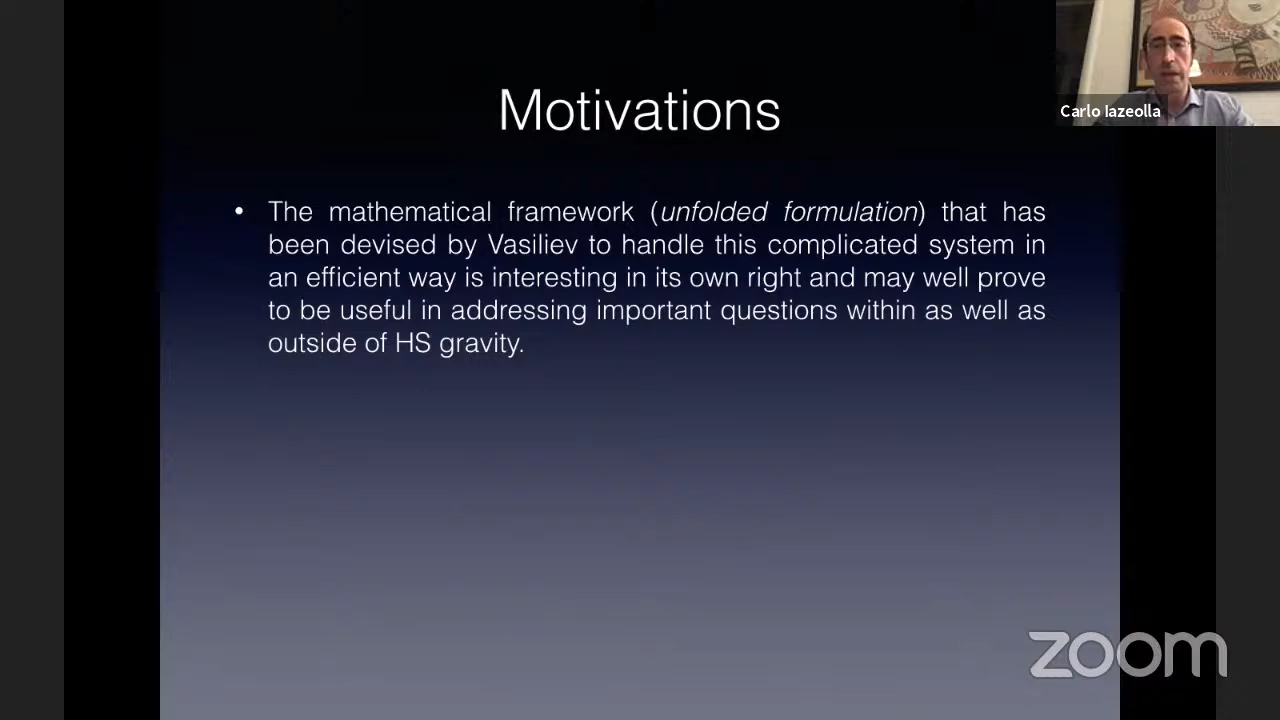 Motivations
Carlo Iazeolla
• The mathematical framework (unfolded formulation) that has
been devised by Vasiliev to handle this complicated system in
an efficient way is interesting in its own right and may well prove
to be useful in addressing important questions within as well as
outside of HS gravity.
zoom